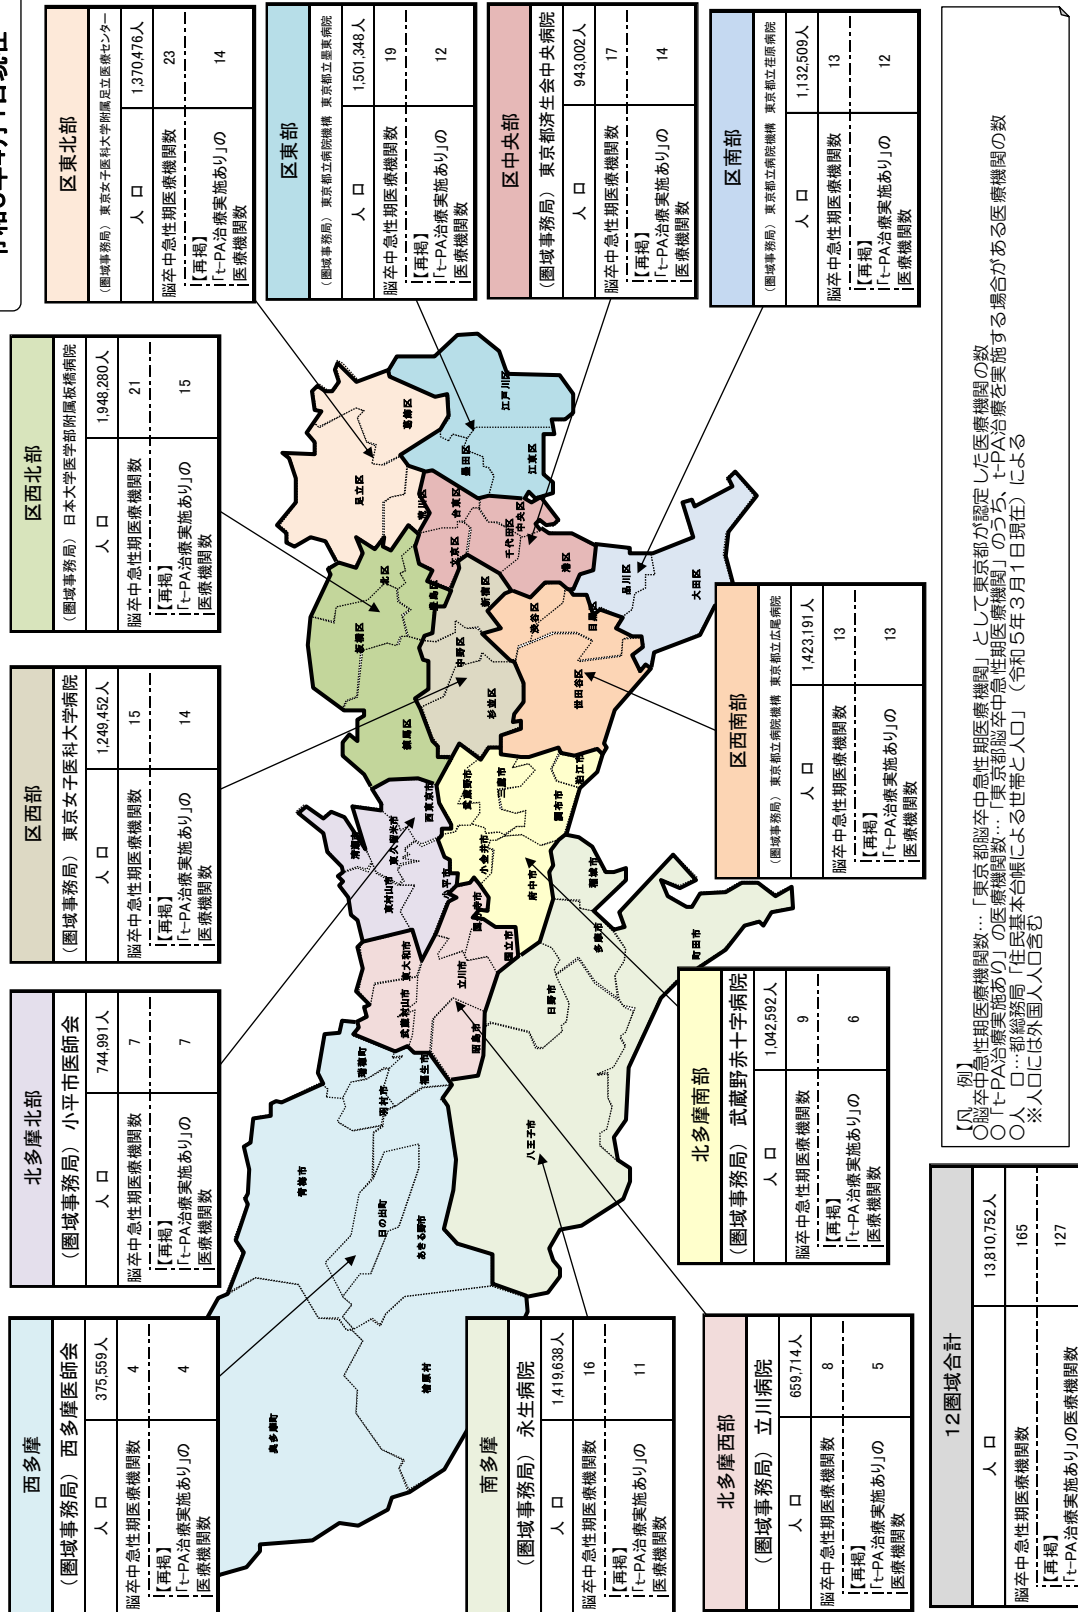 西多摩
(圏域事務局) 西多摩医師会
人 口
375,559人
脳卒中急性期医療機関数
4
【再掲】
「t-PA治療実施あり」の
医療機関数
4
北多摩北部
(圏域事務局) 小平市医師会
人 口
744,991人
脳卒中急性期医療機関数
7
【再掲】
「t-PA治療実施あり」の
医療機関数
7
区西部
(圏域事務局) 東京女子医科大学病院
人 口
1,249,452人
脳卒中急性期医療機関数
15
【再掲】
「t-PA治療実施あり」の
医療機関数
14
区西北部
(圏域事務局) 日本大学医学部附属板橋病院
人 口
1,948,280人
脳卒中急性期医療機関数
21
【再掲】
「t-PA治療実施あり」の
医療機関数
15
区東北部
(圏域事務局) 東京女子医科大学附属足立医療センター
人 口
1,370,476人
脳卒中急性期医療機関数
23
【再掲】
「t-PA治療実施あり」の
医療機関数
14
区東部
(圏域事務局) 東京都立病院機構 東京都立墨東病院
人 口
1,501,348人
脳卒中急性期医療機関数
19
【再掲】
「t-PA治療実施あり」の
医療機関数
12
区中央部
(圏域事務局) 東京都済生会中央病院
人 口
943,002人
脳卒中急性期医療機関数
17
【再掲】
「t-PA治療実施あり」の
医療機関数
14
区南部
(圏域事務局) 東京都立病院機構 東京都立荏原病院
人 口
1,132,509人
脳卒中急性期医療機関数
13
【再掲】
「t-PA治療実施あり」の
医療機関数
12
奥多摩町
檜原村
青梅市
日の出町
あきる野市
瑞穂町
羽村市
福生市
武蔵村山市
東大和市
立川市
昭島市
国分寺市
国立市
東村山市
清瀬市
東久留米市
小平市
西東京市
武蔵野市
三鷹市
小金井市
府中市
調布市
狛江市
八王子市
日野市
多摩市
稲城市
町田市
練馬区
板橋区
北区
豊島区
中野区
杉並区
新宿区
渋谷区
目黒区
世田谷区
足立区
葛飾区
荒川区
台東区
文京区
千代田区
中央区
港区
墨田区
江東区
江戸川区
品川区
大田区
南多摩
(圏域事務局) 永生病院
人 口
1,419,638人
脳卒中急性期医療機関数
16
【再掲】
「t-PA治療実施あり」の
医療機関数
11
北多摩西部
(圏域事務局) 立川病院
人 口
659,714人
脳卒中急性期医療機関数
8
【再掲】
「t-PA治療実施あり」の
医療機関数
5
北多摩南部
(圏域事務局) 武蔵野赤十字病院
人 口
1,042,592人
脳卒中急性期医療機関数
9
【再掲】
「t-PA治療実施あり」の
医療機関数
6
区西南部
(圏域事務局) 東京都立病院機構 東京都立広尾病院
人 口
1,423,191人
脳卒中急性期医療機関数
13
【再掲】
「t-PA治療実施あり」の
医療機関数
13
12圏域合計
人 口
13,810,752人
脳卒中急性期医療機関数
165
【再掲】
「t-PA治療実施あり」の医療機関数
127
【凡 例】
○脳卒中急性期医療機関数…「東京都脳卒中急性期医療機関」として東京都が認定した医療機関の数
○「t-PA治療実施あり」の医療機関数…「東京都脳卒中急性期医療機関」のうち、t-PA治療を実施する場合がある医療機関の数
○人 口…都総務局「住民基本台帳による世帯と人口」(令和5年3月1日現在)による
※人口には外国人人口含む